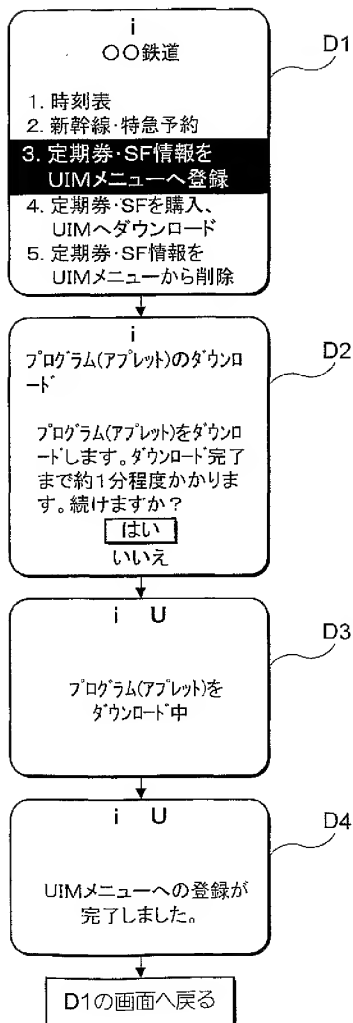 i
○○鉄道
D1
1. 時刻表
2. 新幹線・特急予約
3. 定期券・SF情報を
UIMメニューへ登録
4. 定期券・SFを購入、
UIMへダウンロード
5. 定期券・SF情報を
UIMメニューから削除
i
D2
プログラム(アプレット)のダウンロ
ード
プログラム(アプレット)をダウンロ
ードします。ダウンロード完了
まで約1分程度かかりま
す。続けますか?
はい
いいえ
i U
D3
プログラム(アプレット)を
ダウンロード中
i U
D4
UIMメニューへの登録が
完了しました。
D1の画面へ戻る